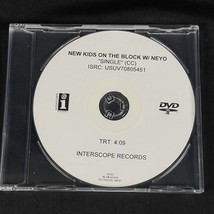 NEW KIDS ON THE BLOCK W/ NEYO
"SINGLE" (CC)
ISRC: USUV70805451
i
DVD
TRT: 4:09
INTERSCOPE RECORDS